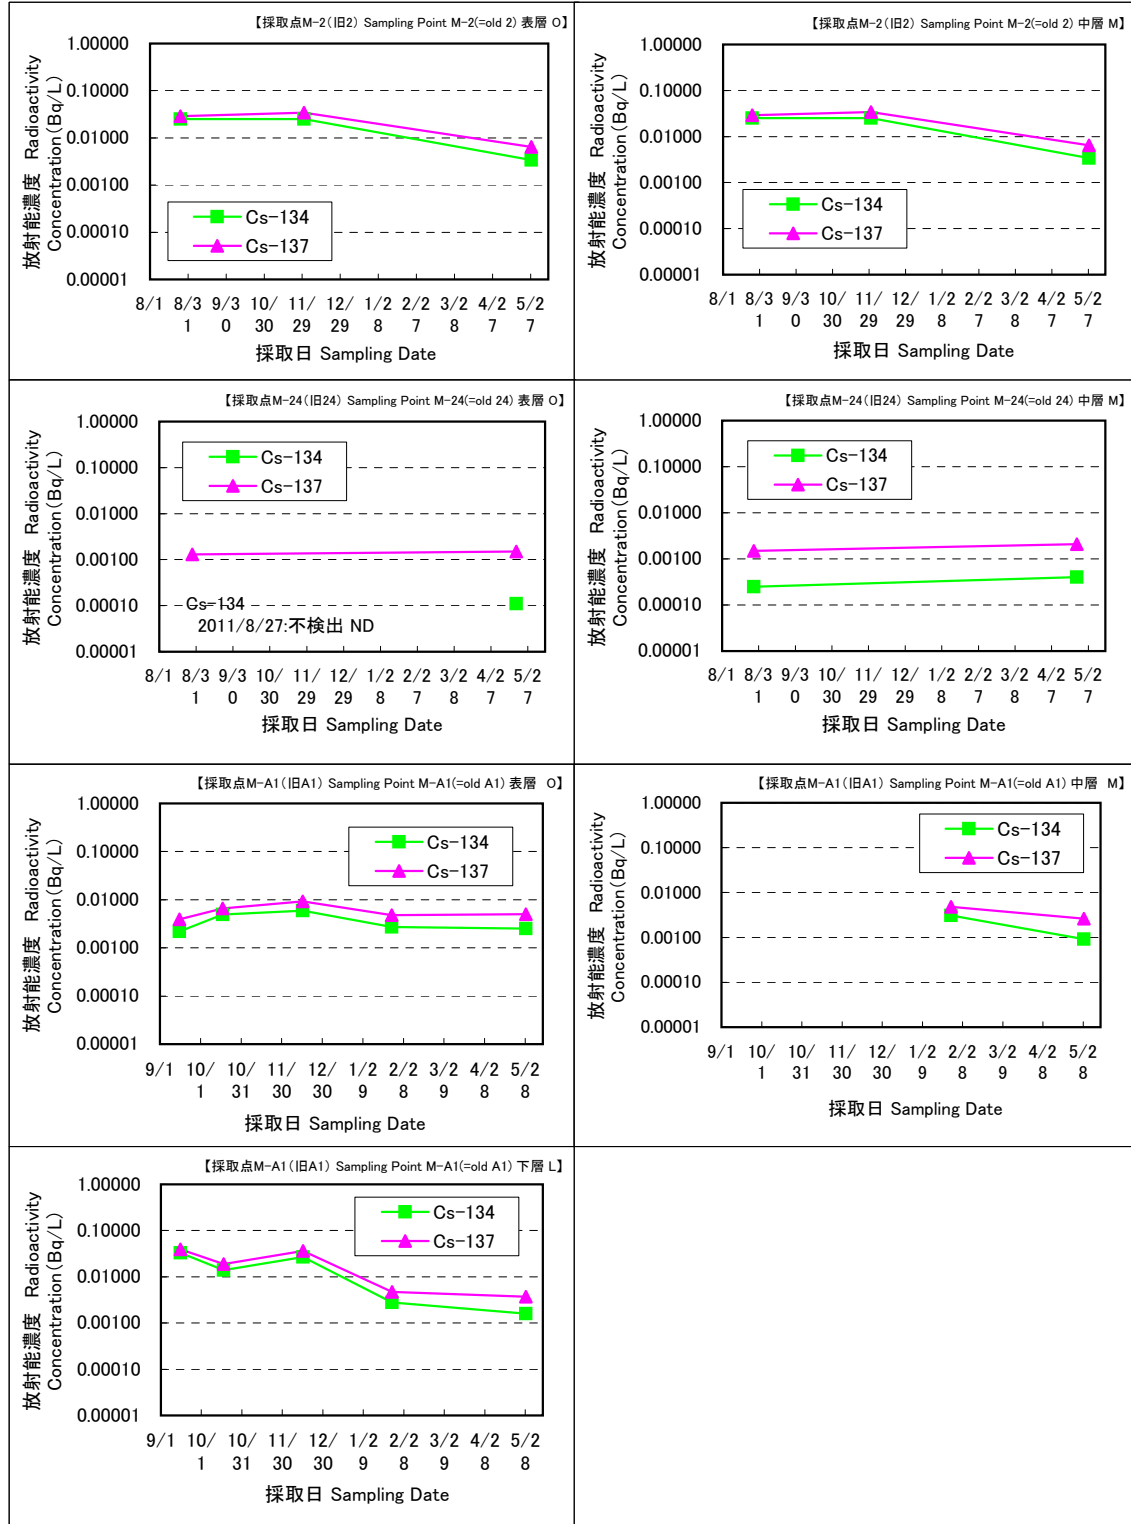 【採取点M-2(旧2) Sampling Point M-2(=old 2) 表層 O】
放射能濃度 Radioactivity
Concentration(Bq/L)
1.00000
0.10000
0.01000
0.00100
0.00010
0.00001
Cs-134
Cs-137
8/1 8/31 9/30 10/30 11/29 12/29 1/28 2/27 3/28 4/27 5/27
採取日 Sampling Date
【採取点M-2(旧2) Sampling Point M-2(=old 2) 中層 M】
放射能濃度 Radioactivity
Concentration(Bq/L)
1.00000
0.10000
0.01000
0.00100
0.00010
0.00001
Cs-134
Cs-137
8/1 8/31 9/30 10/30 11/29 12/29 1/28 2/27 3/28 4/27 5/27
採取日 Sampling Date
【採取点M-24(旧24) Sampling Point M-24(=old 24) 表層 O】
放射能濃度 Radioactivity
Concentration(Bq/L)
1.00000
0.10000
0.01000
0.00100
0.00010
0.00001
Cs-134
Cs-137
Cs-134
2011/8/27:不検出 ND
8/1 8/31 9/30 10/30 11/29 12/29 1/28 2/27 3/28 4/27 5/27
採取日 Sampling Date
【採取点M-24(旧24) Sampling Point M-24(=old 24) 中層 M】
放射能濃度 Radioactivity
Concentration(Bq/L)
1.00000
0.10000
0.01000
0.00100
0.00010
0.00001
Cs-134
Cs-137
8/1 8/31 9/30 10/30 11/29 12/29 1/28 2/27 3/28 4/27 5/27
採取日 Sampling Date
【採取点M-A1(旧A1) Sampling Point M-A1(=old A1) 表層 O】
放射能濃度 Radioactivity
Concentration(Bq/L)
1.00000
0.10000
0.01000
0.00100
0.00010
0.00001
Cs-134
Cs-137
9/1 10/1 10/31 11/30 12/30 1/29 2/28 3/29 4/28 5/28
採取日 Sampling Date
【採取点M-A1(旧A1) Sampling Point M-A1(=old A1) 中層 M】
放射能濃度 Radioactivity
Concentration(Bq/L)
1.00000
0.10000
0.01000
0.00100
0.00010
0.00001
Cs-134
Cs-137
9/1 10/1 10/31 11/30 12/30 1/29 2/28 3/29 4/28 5/28
採取日 Sampling Date
【採取点M-A1(旧A1) Sampling Point M-A1(=old A1) 下層 L】
放射能濃度 Radioactivity
Concentration(Bq/L)
1.00000
0.10000
0.01000
0.00100
0.00010
0.00001
Cs-134
Cs-137
9/1 10/1 10/31 11/30 12/30 1/29 2/28 3/29 4/28 5/28
採取日 Sampling Date